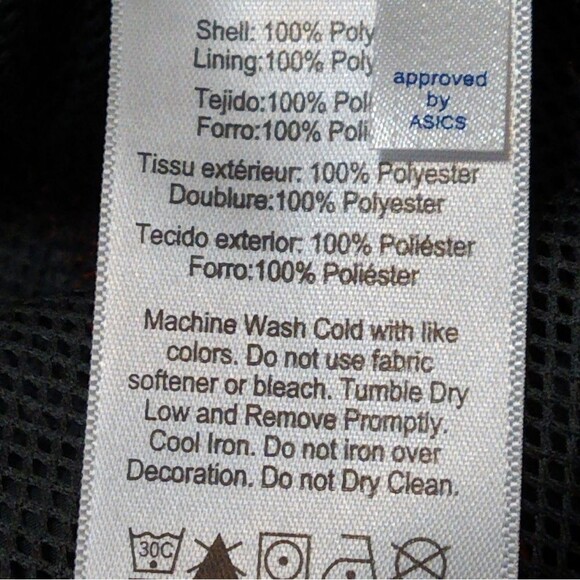 Shell: 100% Poly
Lining:100% Poly
approved
by
ASICS
Tejido:100% Poli
Forro:100% Poli
Tissu extérieur: 100% Polyester
Doublure:100% Polyester
Tecido exterior: 100% Poliéster
Forro:100% Poliéster
Machine Wash Cold with like
colors. Do not use fabric
softener or bleach. Tumble Dry
Low and Remove Promptly.
Cool Iron. Do not iron over
Decoration. Do not Dry Clean.
30C